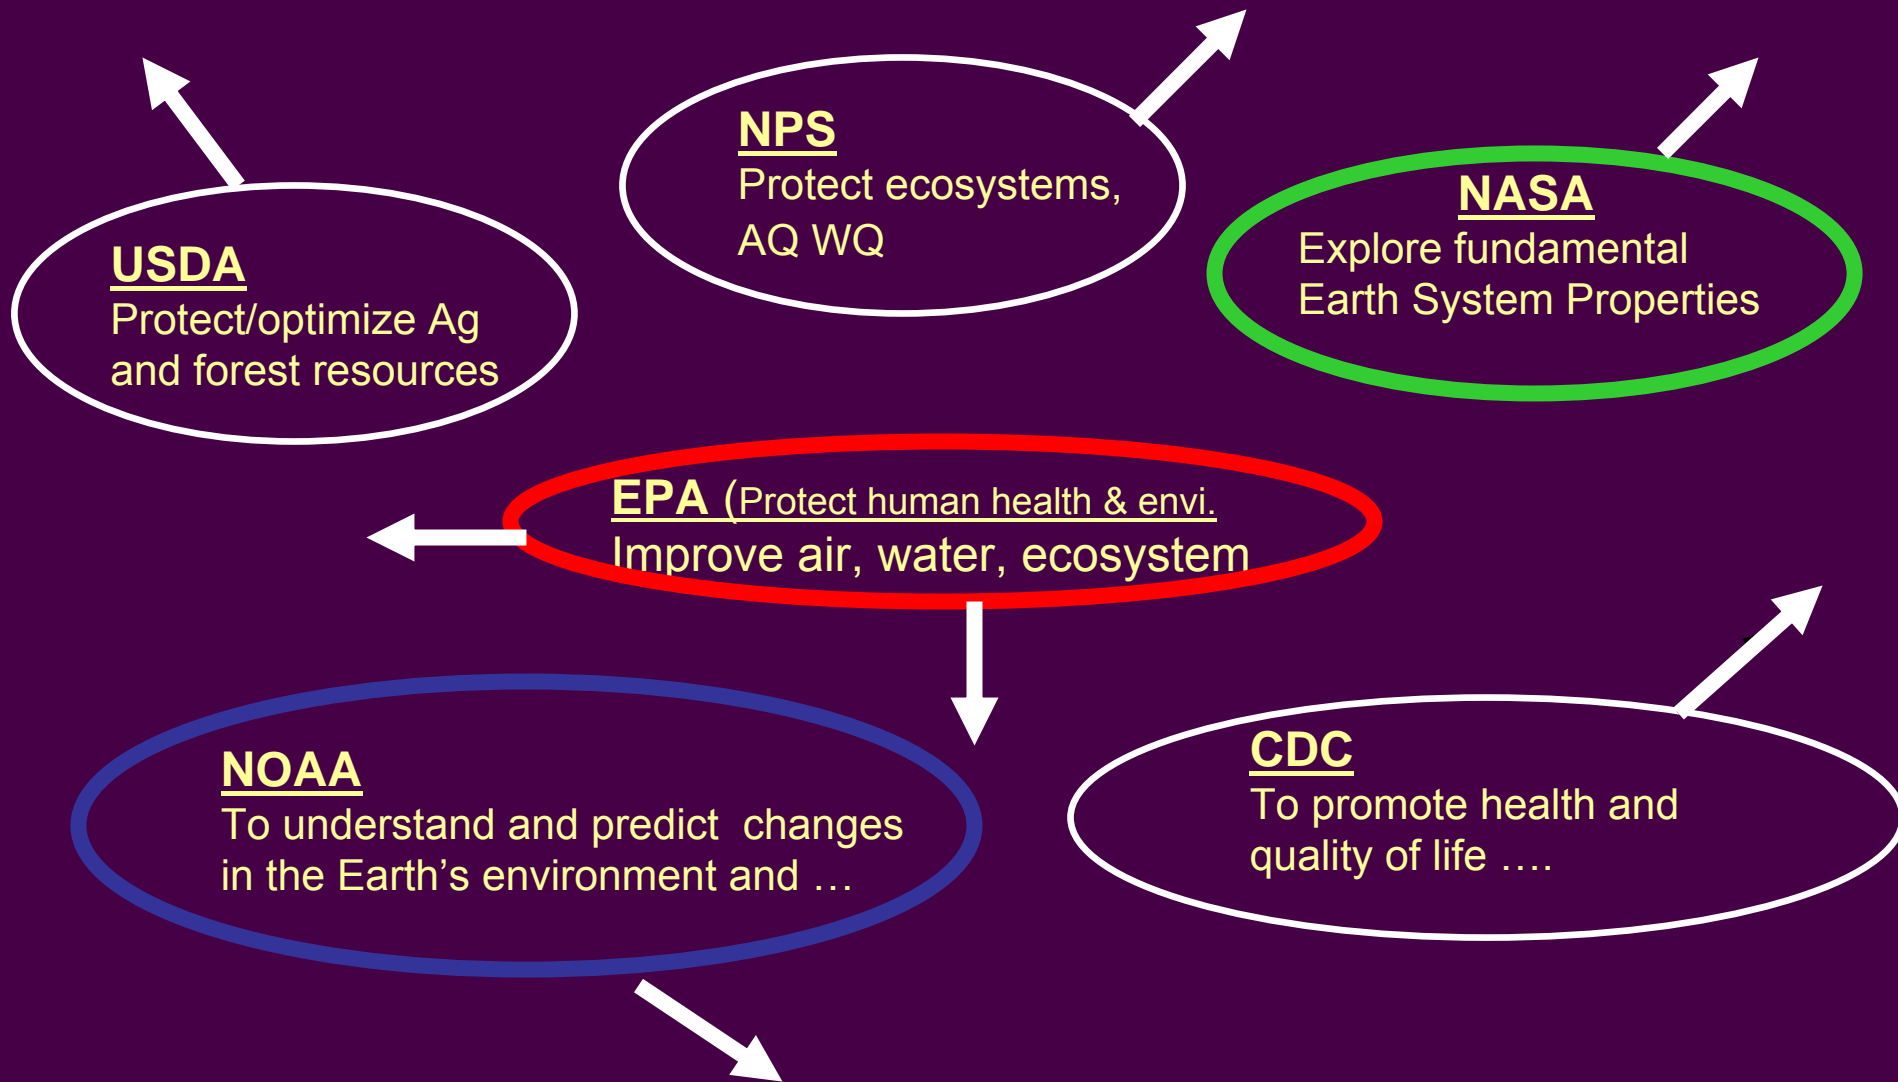 NPS
Protect ecosystems,
AQ WQ
NASA
Explore fundamental
Earth System Properties
USDA
Protect/optimize Ag
and forest resources
EPA (Protect human health & envi.
Improve air, water, ecosystem
NOAA
To understand and predict  changes
in the Earth’s environment and …
CDC
To promote health and
quality of life ….